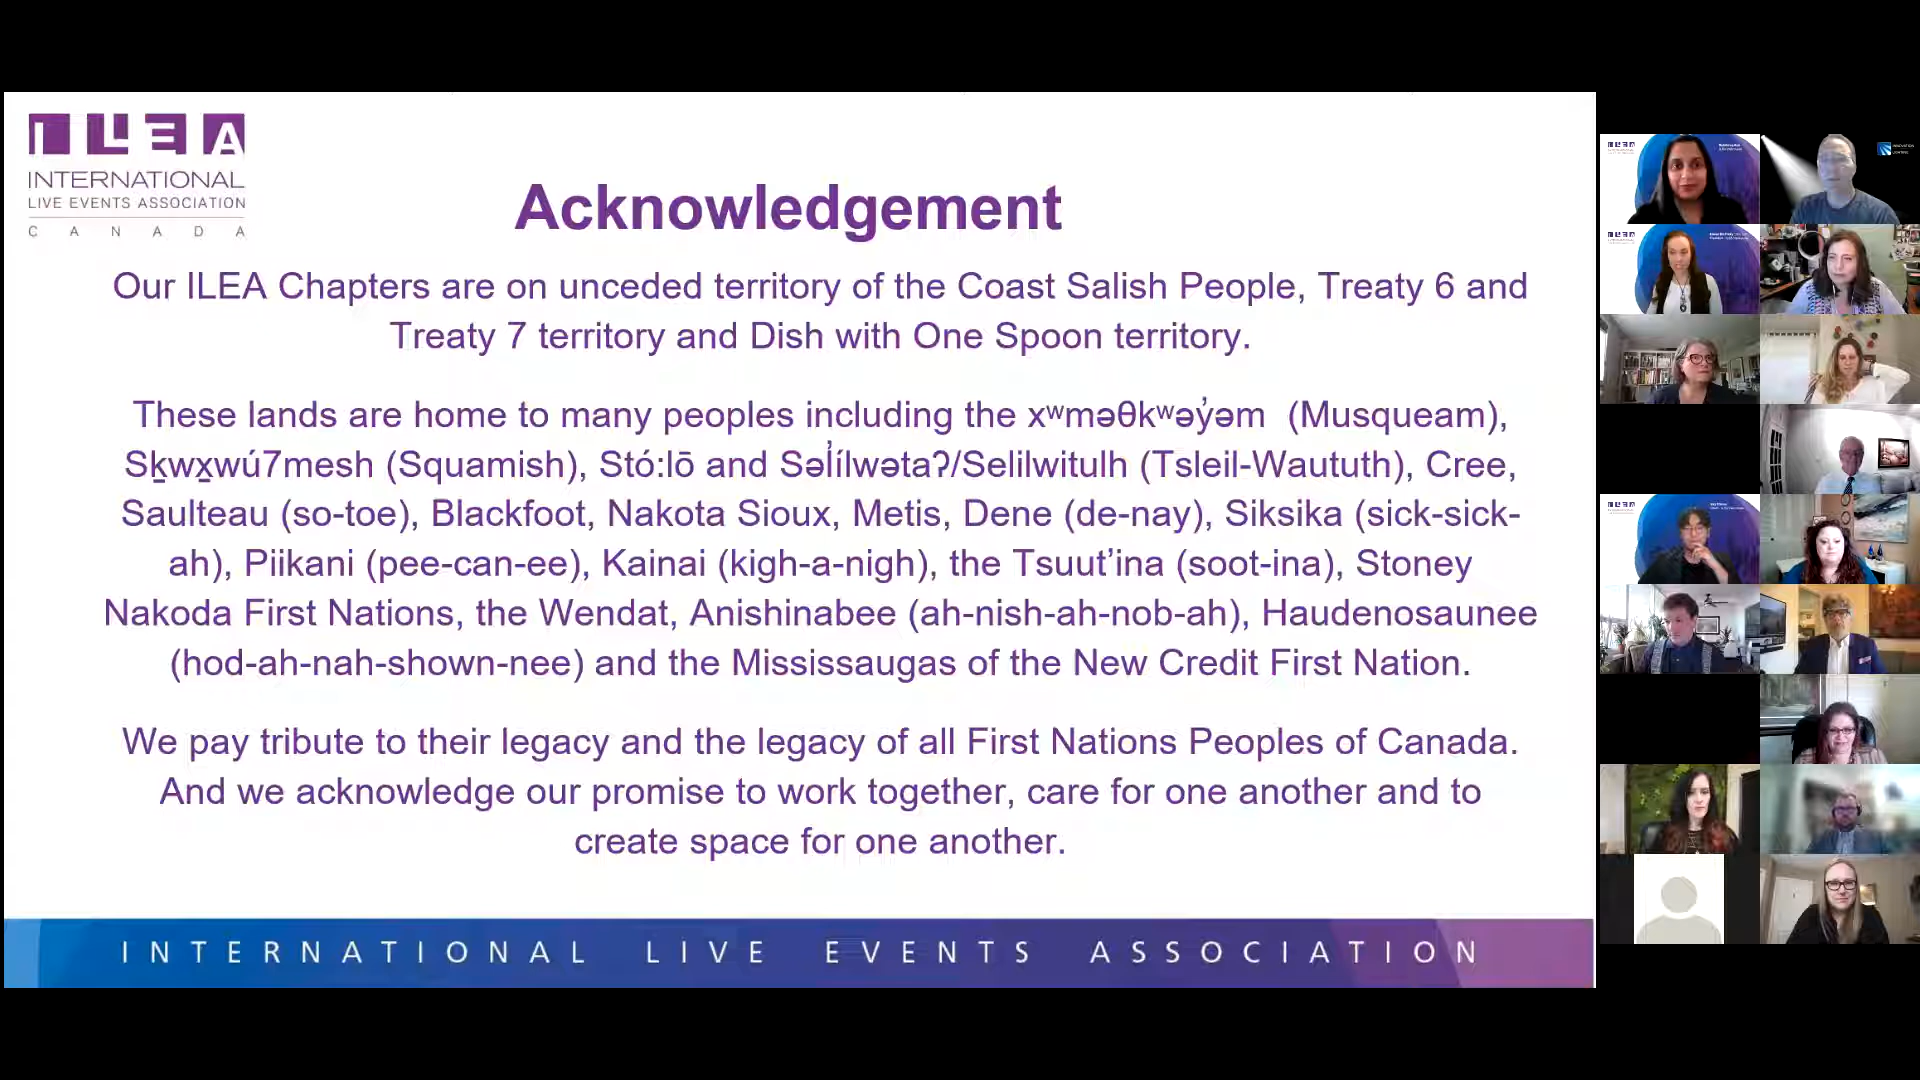 ILEA
INTERNATIONAL
LIVE EVENTS ASSOCIATION
CANADA
Acknowledgement
Our ILEA Chapters are on unceded territory of the Coast Salish People, Treaty 6 and
Treaty 7 territory and Dish with One Spoon territory.
These lands are home to many peoples including the xʷməθkʷəy̓əm (Musqueam),
Sḵwx̱wú7mesh (Squamish), Stó:lō and Səl̓ílwətaʔ/Selilwitulh (Tsleil-Waututh), Cree,
Saulteau (so-toe), Blackfoot, Nakota Sioux, Metis, Dene (de-nay), Siksika (sick-sick-
ah), Piikani (pee-can-ee), Kainai (kigh-a-nigh), the Tsuut’ina (soot-ina), Stoney
Nakoda First Nations, the Wendat, Anishinabee (ah-nish-ah-nob-ah), Haudenosaunee
(hod-ah-nah-shown-nee) and the Mississaugas of the New Credit First Nation.
We pay tribute to their legacy and the legacy of all First Nations Peoples of Canada.
And we acknowledge our promise to work together, care for one another and to
create space for one another.
INTERNATIONAL LIVE EVENTS ASSOCIATION
ILEA
INNOVATION
LIGHTING
ILEA
ILEA